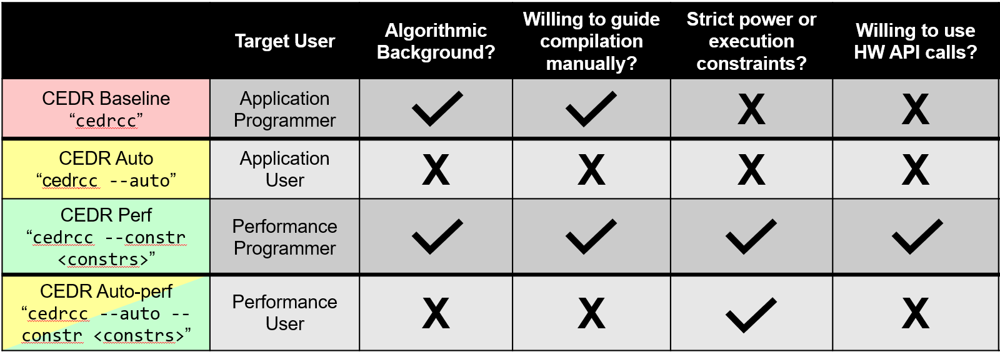 Target User
Algorithmic
Background?
Willing to guide
compilation
manually?
Strict power or
execution
constraints?
Willing to use
HW API calls?
CEDR Baseline
“cedrcc”
Application
Programmer
X
X
CEDR Auto
“cedrcc --auto”
Application
User
X
X
X
X
CEDR Perf
“cedrcc --constr
<constrs>”
Performance
Programmer
CEDR Auto-perf
“cedrcc --auto --
constr <constrs>”
Performance
User
X
X
X